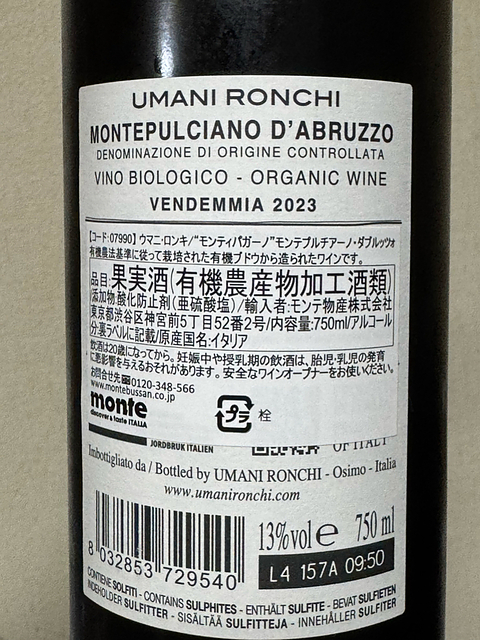 UMANI RONCHI
MONTEPULCIANO D'ABRUZZO
DENOMINAZIONE DI ORIGINE CONTROLLATA
VINO BIOLOGICO - ORGANIC WINE
VENDEMMIA 2023
【コード:07990】ウマニ・ロンキ/“モンティパガーノ”モンテプルチアーノ・ダブルッツォ
有機農法基準に従って栽培された有機ブドウから造られたワインです。
品目:果実酒(有機農産物加工酒類)
添加物:酸化防止剤(亜硫酸塩)/輸入者:モンテ物産株式会社
東京都渋谷区神宮前5丁目52番2号/内容量:750ml/アルコール
分:裏ラベルに記載/原産国名:イタリア
飲酒は20歳になってから。妊娠中や授乳期の飲酒は、胎児・乳児の発育
に悪影響を与えるおそれがあります。安全なワインオープナーをお使いください。
お問合せ先 0120-348-566
www.montebussan.co.jp
monte
discover & taste ITALIA
プラ 栓
JORDBRUK ITALIEN
OF ITALY
Imbottigliato da / Bottled by UMANI RONCHI - Osimo - Italia
www.umanironchi.com
13%vol e 750 ml
L4 157A 09:50
8 032853 729540
CONTIENE SOLFITI - CONTAINS SULPHITES - ENTHÄLT SULFITE - BEVAT SULFIETEN
INDEHOLDER SULFITTER - SISÄLTÄÄ SULFITTEJA - INNEHÅLLER SULFITER